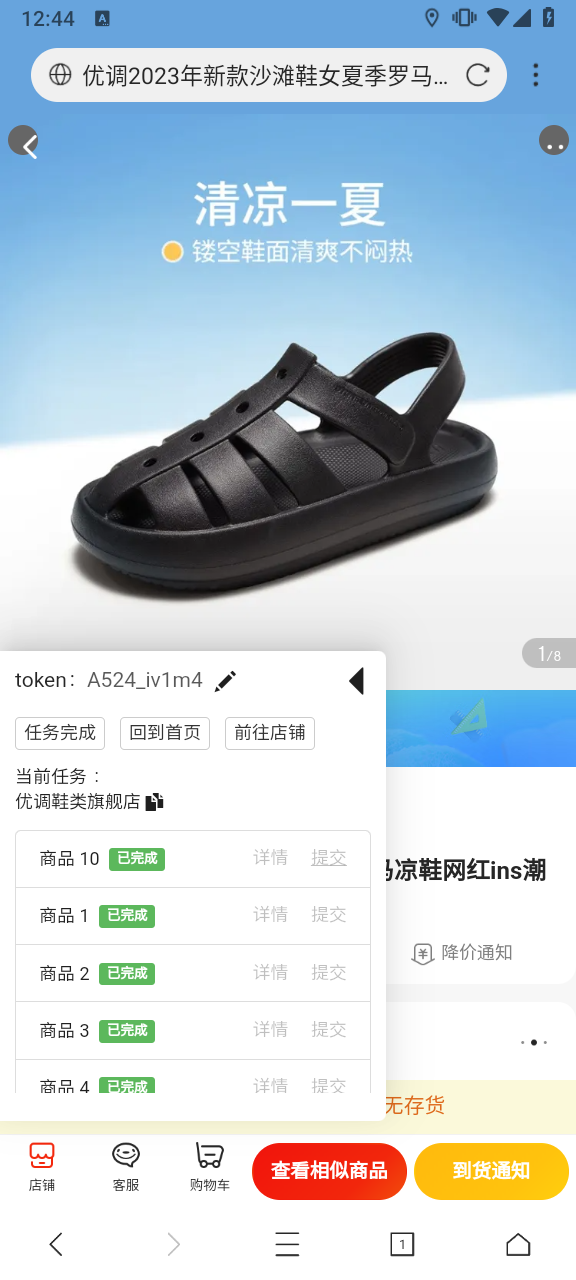 12:44
A
优调2023年新款沙滩鞋女夏季罗马...
清凉一夏
镂空鞋面清爽不闷热
1/8
token： A524_iv1m4
任务完成 回到首页 前往店铺
当前任务：
优调鞋类旗舰店
商品 10 已完成 详情 提交
商品 1 已完成 详情 提交
商品 2 已完成 详情 提交
商品 3 已完成 详情 提交
商品 4 已完成 详情 提交
马凉鞋网红ins潮
降价通知
无存货
店铺 客服 购物车 查看相似商品 到货通知
1